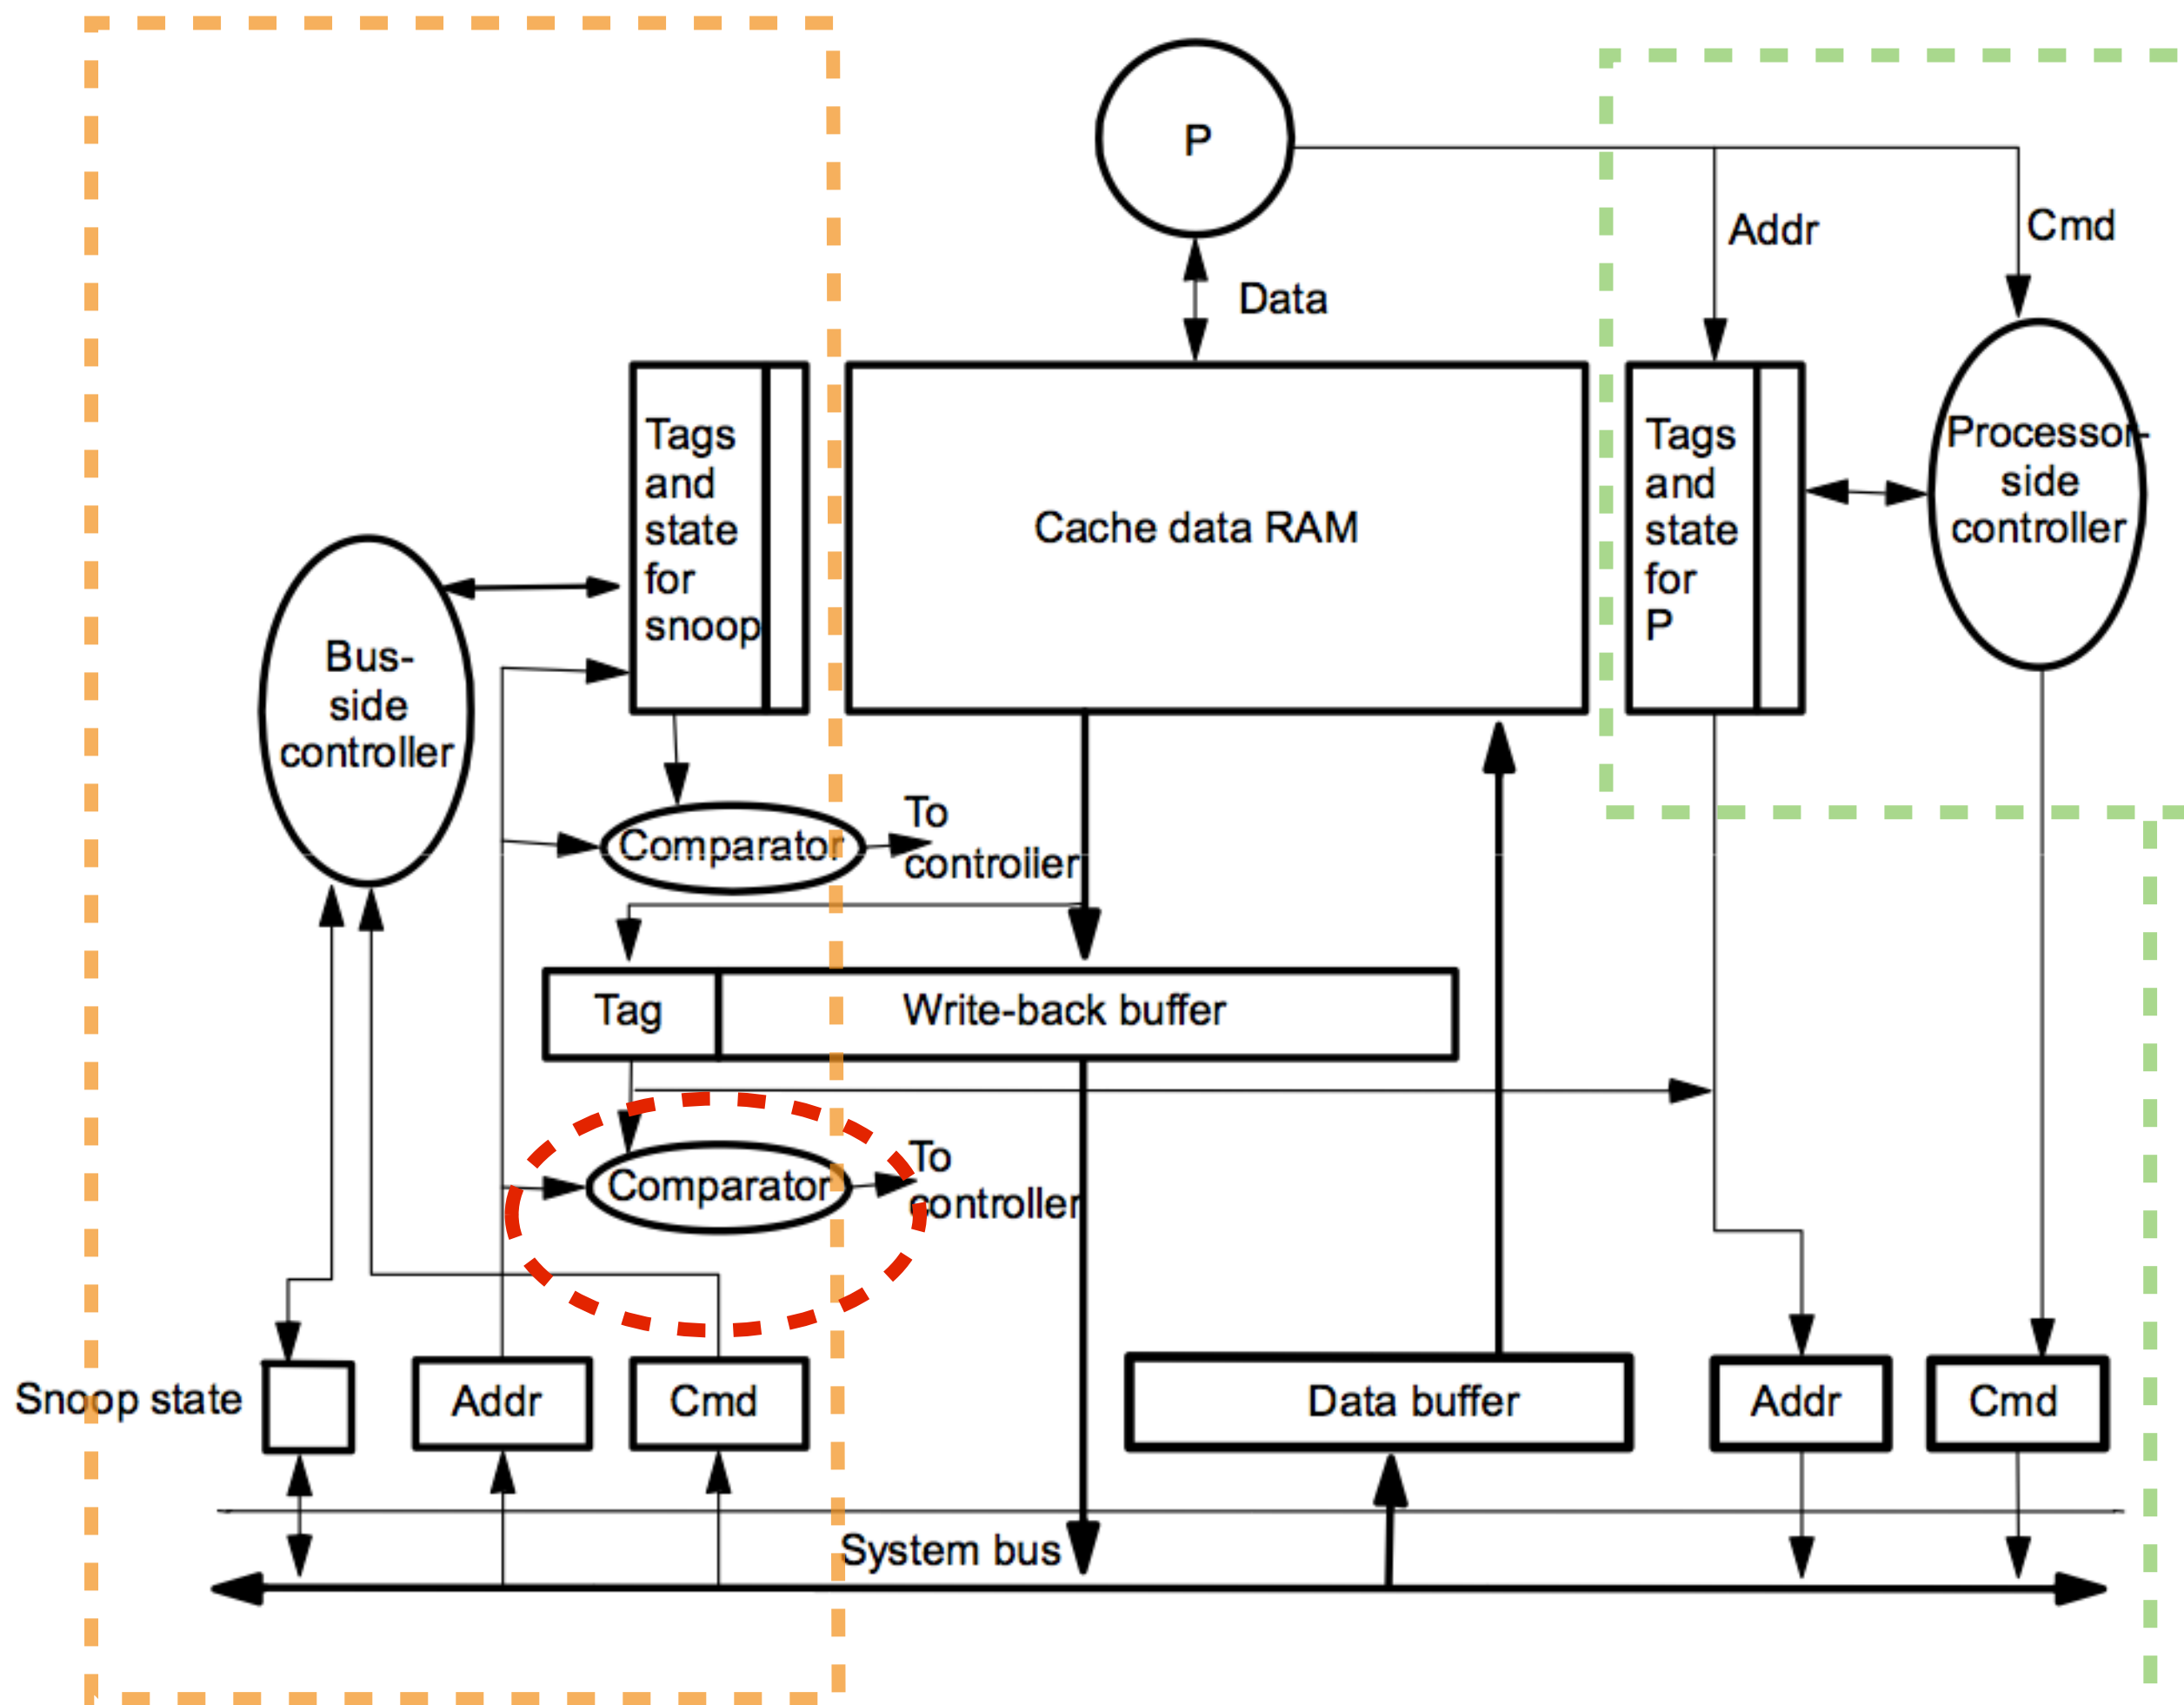 P
Addr
Cmd
Data
Tags
and
state
for
snoop
Cache data RAM
Tags
and
state
for
P
Processor-
side
controller
Bus-
side
controller
Comparator
To
controller
Tag
Write-back buffer
Comparator
To
controller
Snoop state
Addr
Cmd
Data buffer
Addr
Cmd
System bus